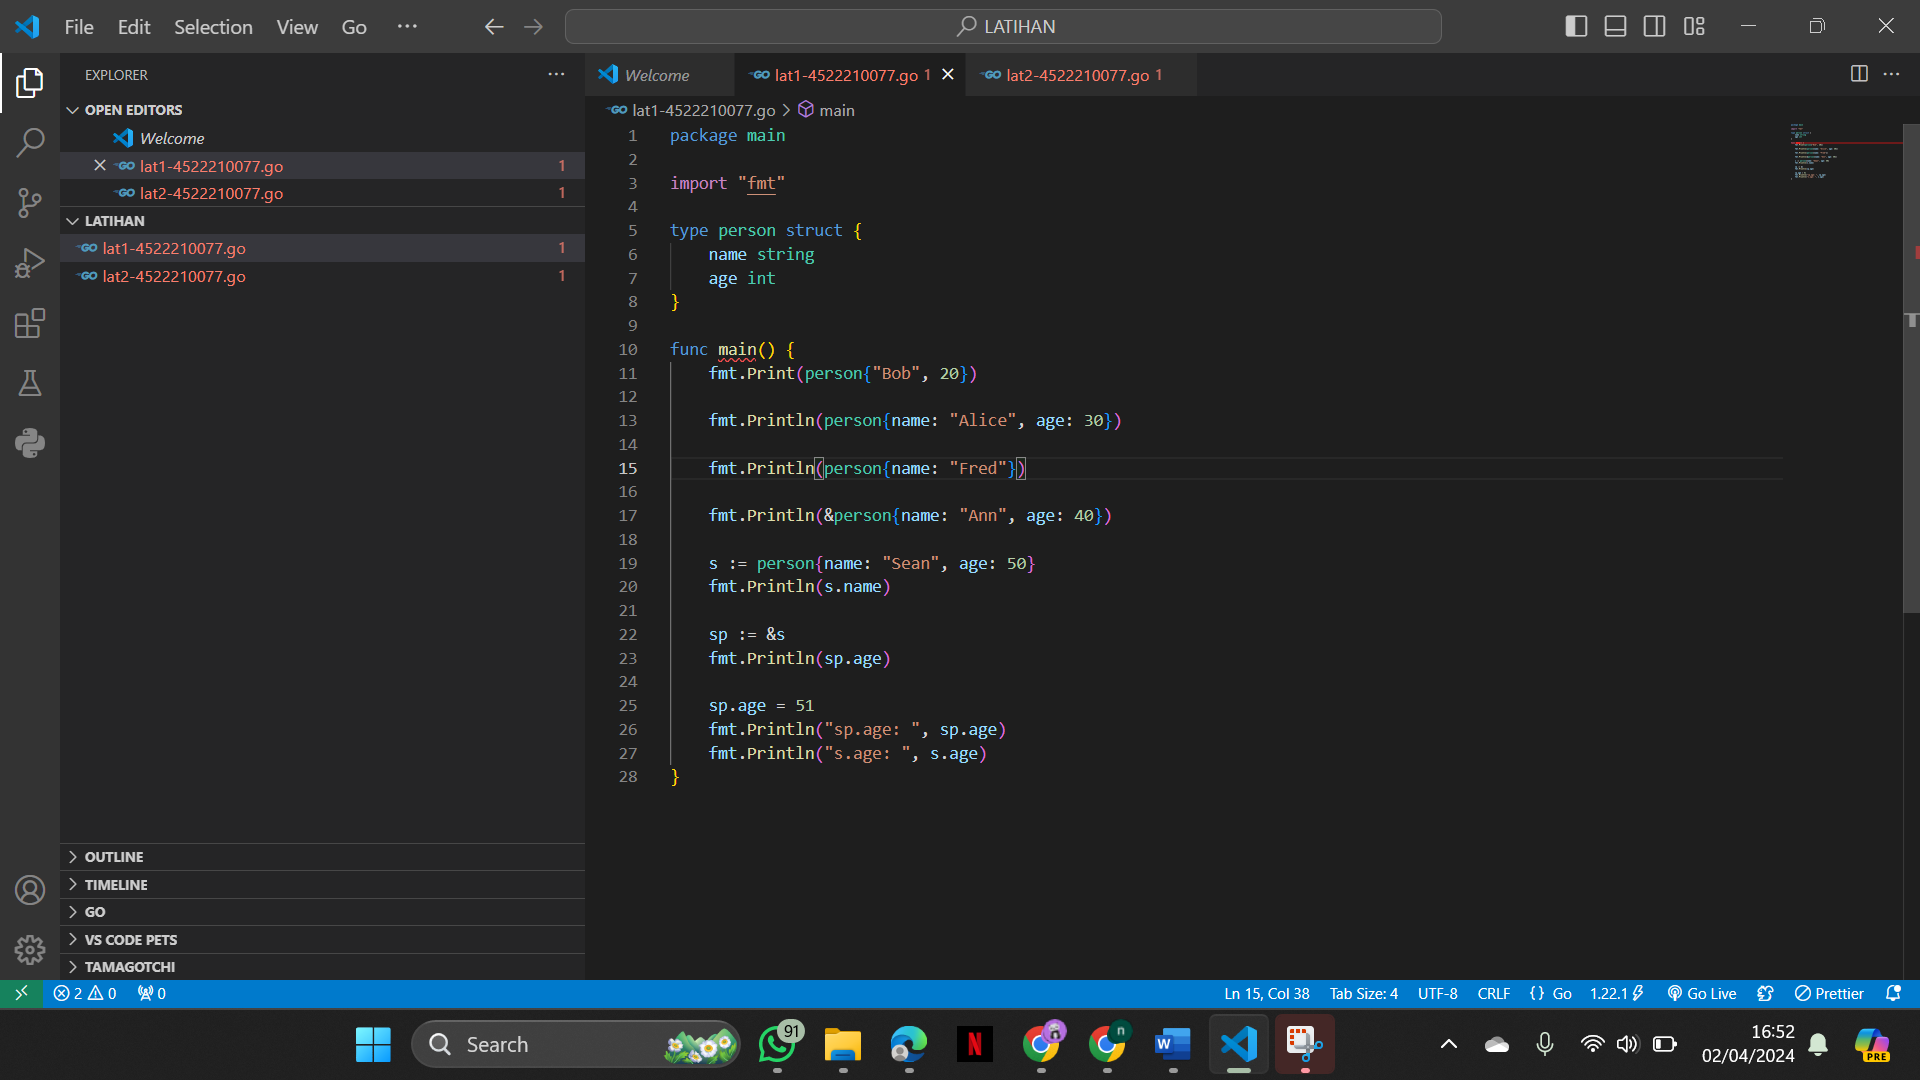 File Edit Selection View Go ··· LATIHAN
EXPLORER ···
OPEN EDITORS
Welcome
lat1-4522210077.go 1
lat2-4522210077.go 1
LATIHAN
lat1-4522210077.go 1
lat2-4522210077.go 1
OUTLINE
TIMELINE
GO
VS CODE PETS
TAMAGOTCHI
Welcome lat1-4522210077.go 1 lat2-4522210077.go 1
lat1-4522210077.go > main
1 package main
2
3 import "fmt"
4
5 type person struct {
6 name string
7 age int
8 }
9
10 func main() {
11 fmt.Print(person{"Bob", 20})
12
13 fmt.Println(person{name: "Alice", age: 30})
14
15 fmt.Println(person{name: "Fred"})
16
17 fmt.Println(&person{name: "Ann", age: 40})
18
19 s := person{name: "Sean", age: 50}
20 fmt.Println(s.name)
21
22 sp := &s
23 fmt.Println(sp.age)
24
25 sp.age = 51
26 fmt.Println("sp.age: ", sp.age)
27 fmt.Println("s.age: ", s.age)
28 }
2 0 0 Ln 15, Col 38 Tab Size: 4 UTF-8 CRLF {} Go 1.22.1 Go Live Prettier
Search 91 N n W PRE
16:52
02/04/2024